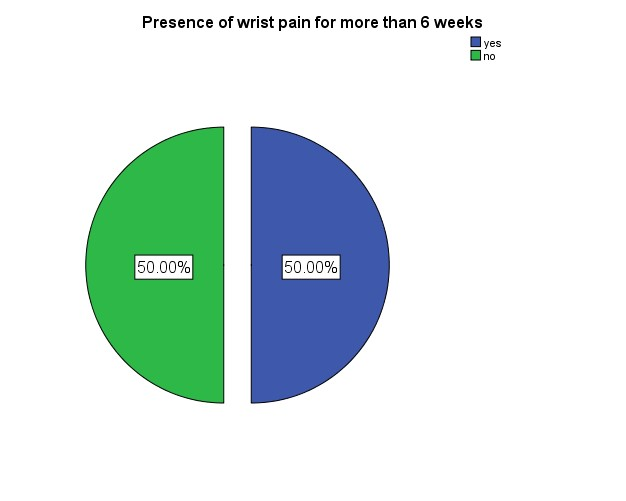 Presence of wrist pain for more than 6 weeks
yes
no
50.00%
50.00%